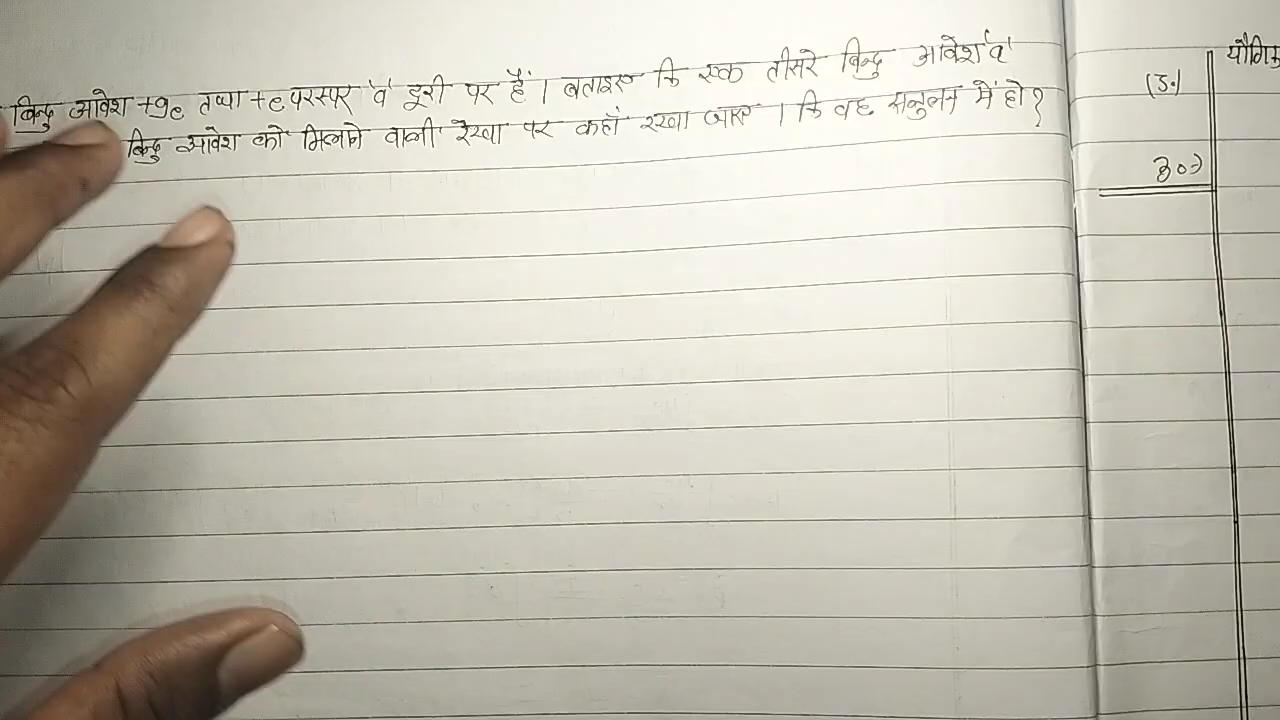 बिन्दु आवेश +9e तथा +e परस्पर 'व' दूरी पर हैं। बताइए कि एक तीसरे बिन्दु आवेश 'व'
बिन्दु आवेश को मिलाने वाली रेखा पर कहाँ रखा जाए । कि वह सन्तुलन में हो ?
(उ०)
यौगिक